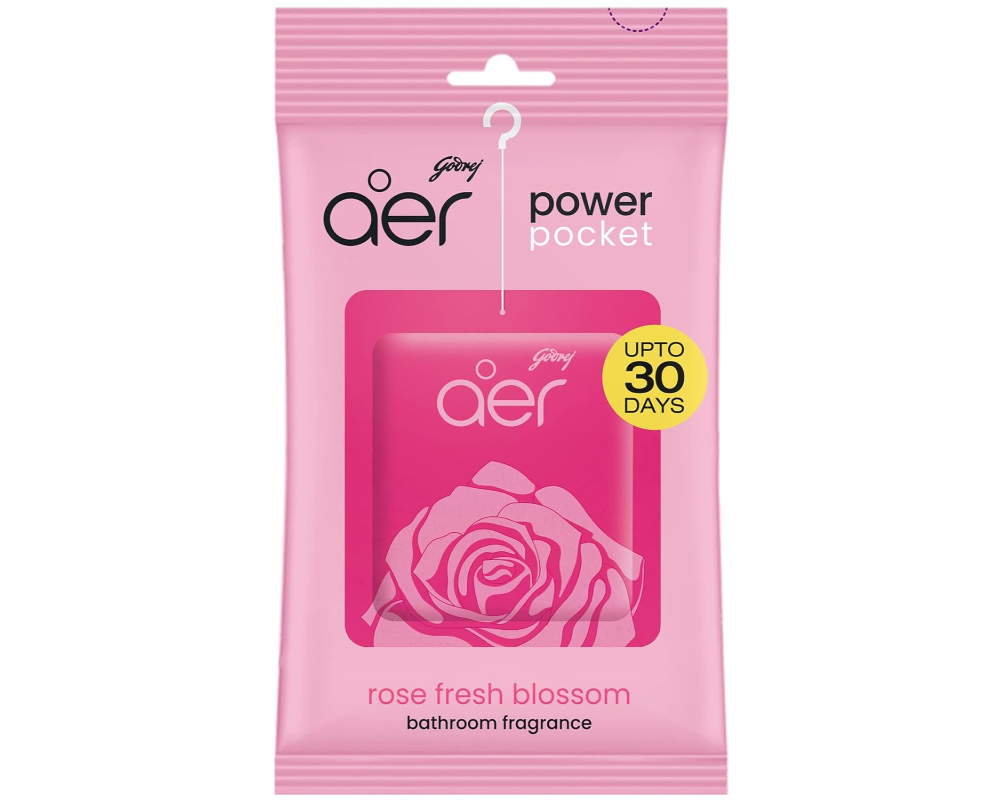 Godrej
aer
power
pocket
Godrej
aer
UPTO
30
DAYS
rose fresh blossom
bathroom fragrance